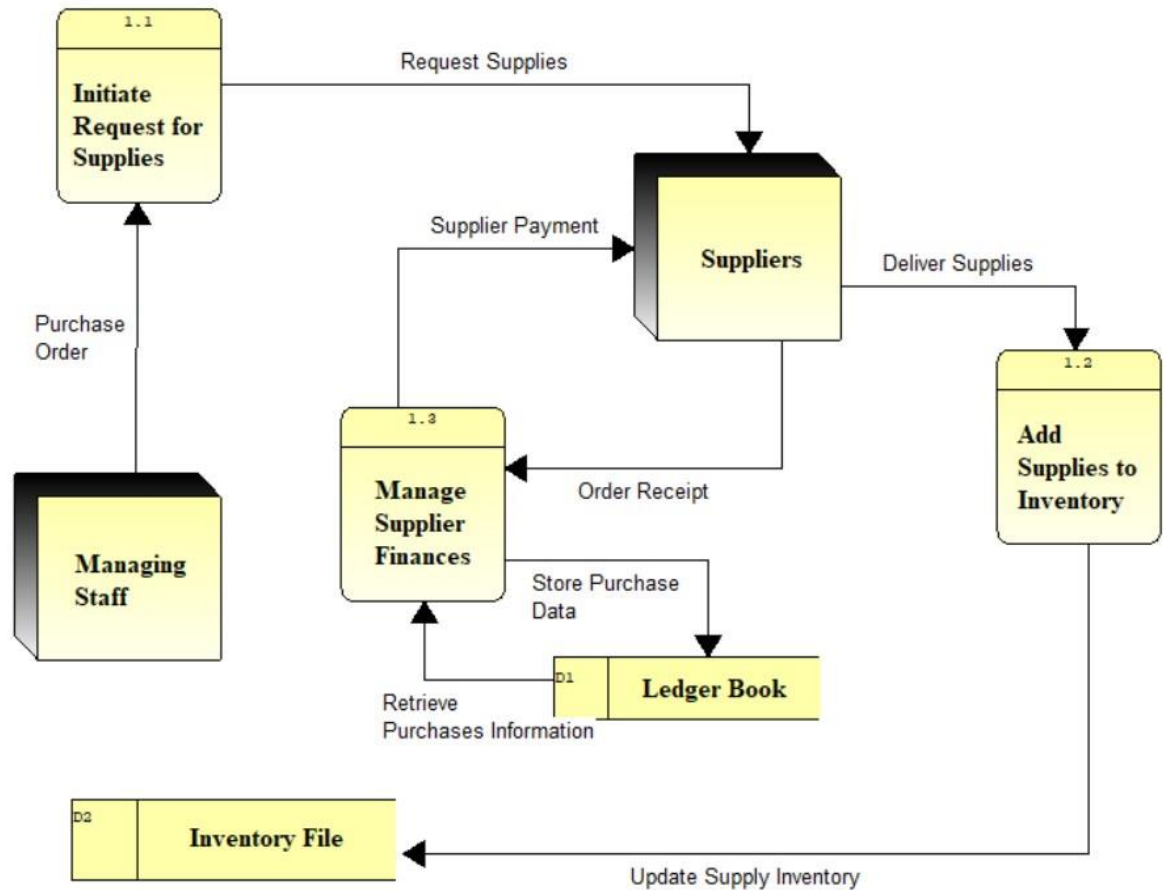 1.1
Initiate
Request for
Supplies
Request Supplies
Supplier Payment
Suppliers
Deliver Supplies
Purchase
Order
1.2
Add
Supplies to
Inventory
1.3
Manage
Supplier
Finances
Order Receipt
Managing
Staff
Store Purchase
Data
D1
Ledger Book
Retrieve
Purchases Information
D2
Inventory File
Update Supply Inventory